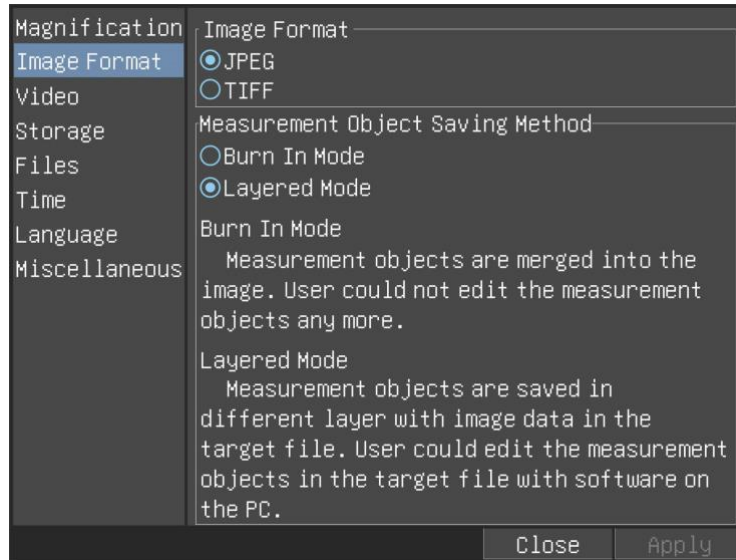 Magnification
Image Format
Video
Storage
Files
Time
Language
Miscellaneous
Image Format
JPEG
TIFF
Measurement Object Saving Method
Burn In Mode
Layered Mode
Burn In Mode
Measurement objects are merged into the
image. User could not edit the measurement
objects any more.
Layered Mode
Measurement objects are saved in
different layer with image data in the
target file. User could edit the measurement
objects in the target file with software on
the PC.
Close
Apply